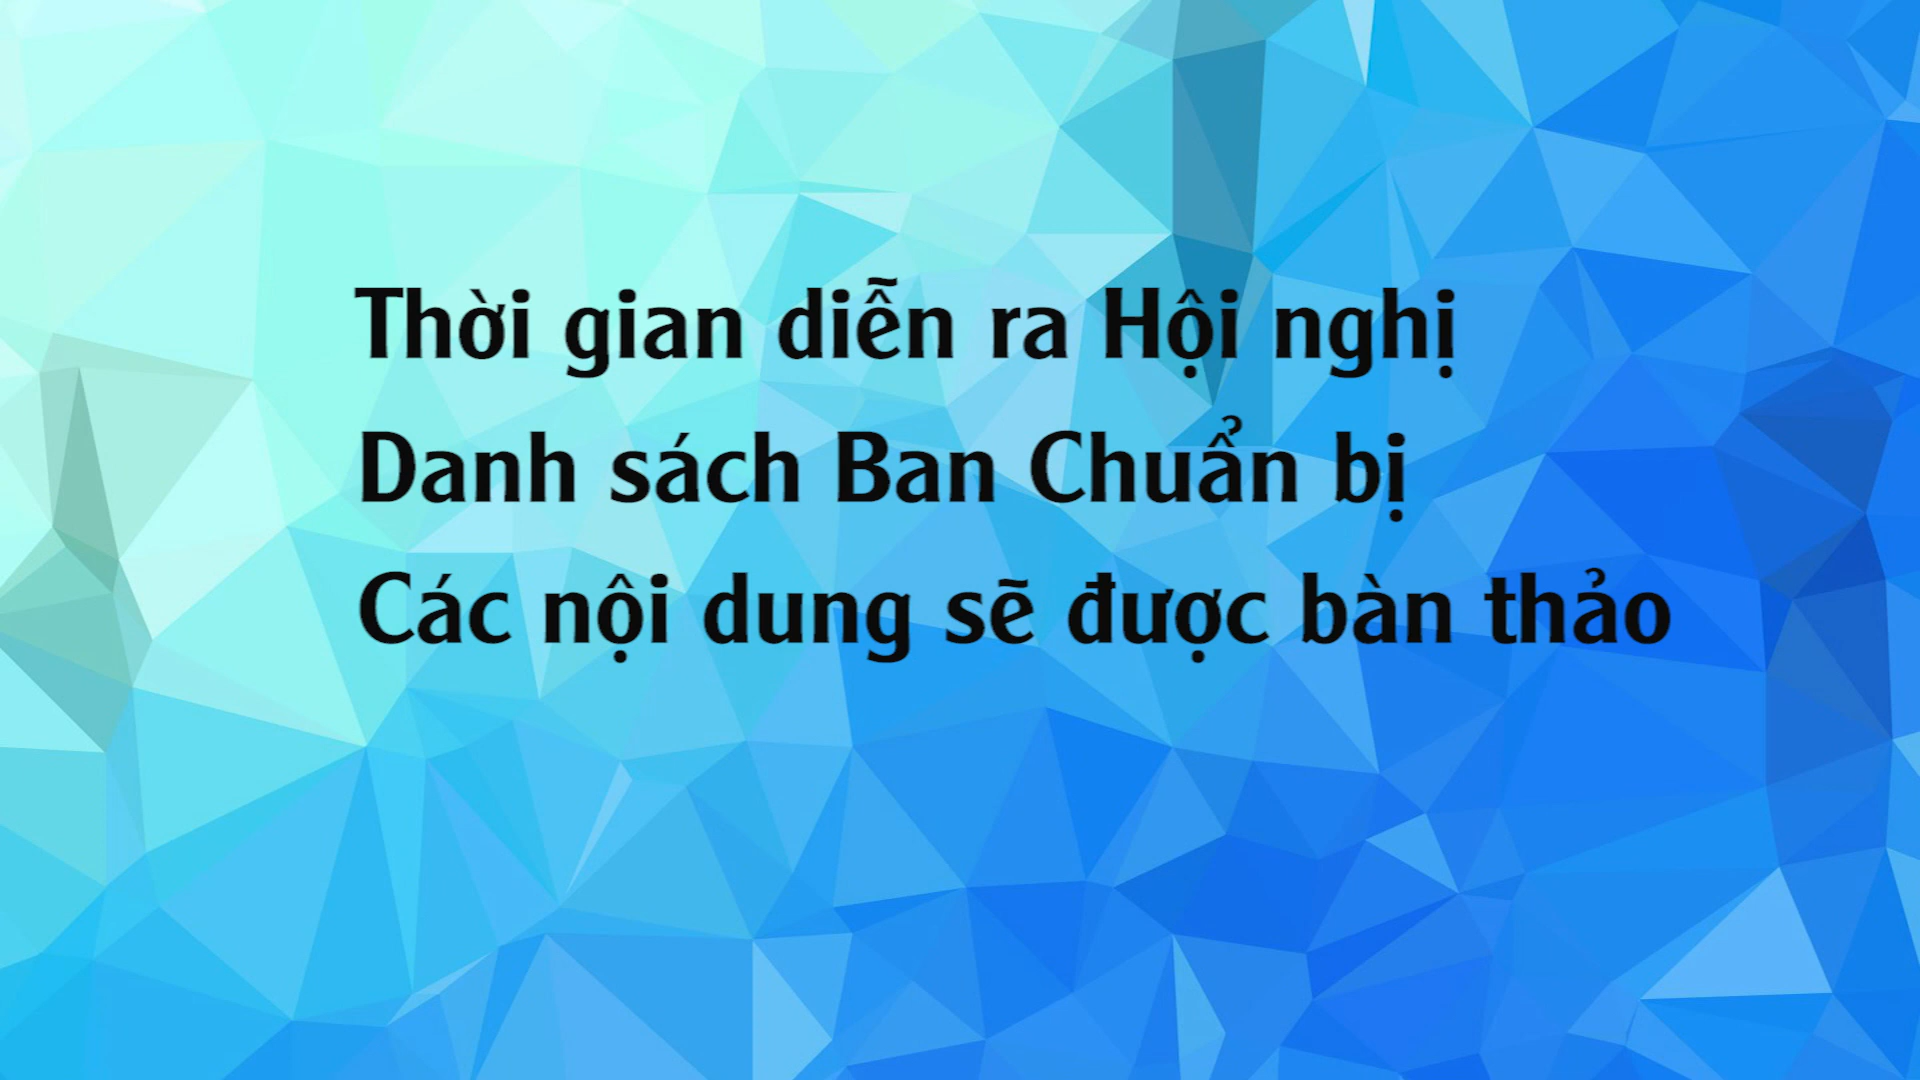 Thời gian diễn ra Hội nghị
Danh sách Ban Chuẩn bị
Các nội dung sẽ được bàn thảo